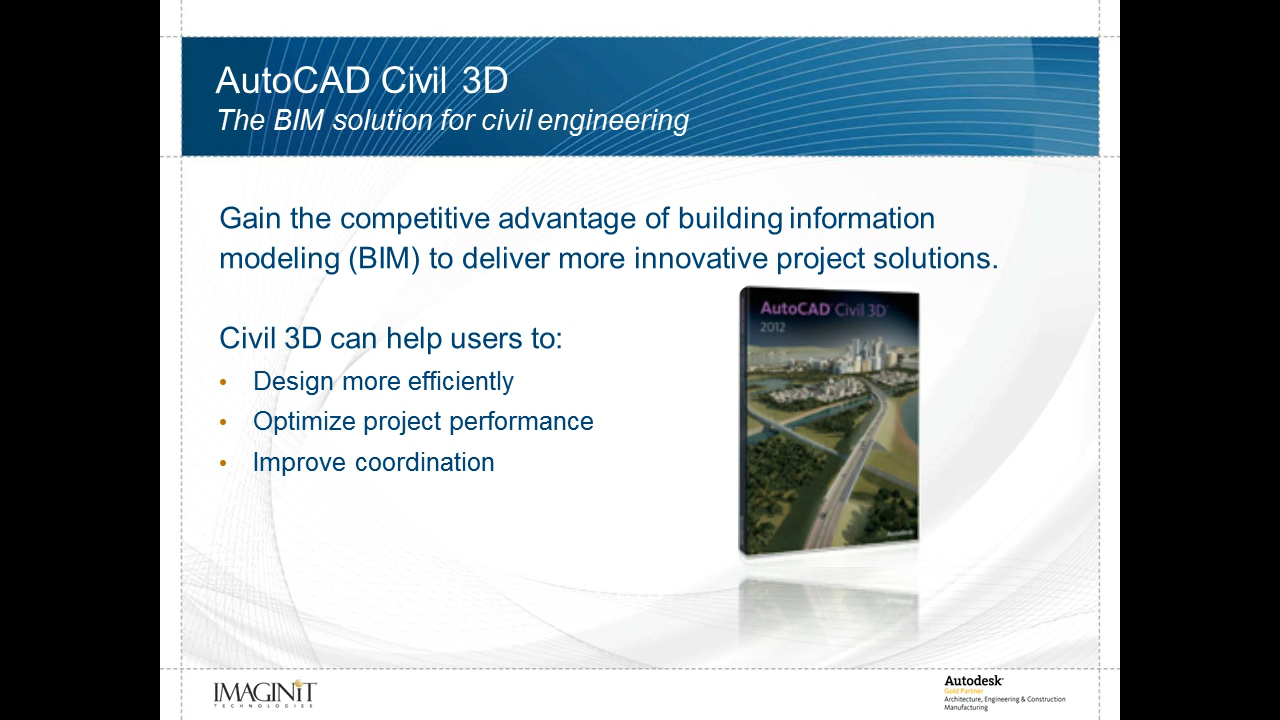 AutoCAD Civil 3D
The BIM solution for civil engineering
Gain the competitive advantage of building information
modeling (BIM) to deliver more innovative project solutions.
Civil 3D can help users to:
• Design more efficiently
• Optimize project performance
• Improve coordination
AutoCAD Civil 3D
2012
Autodesk
IMAGINiT
TECHNOLOGIES
Autodesk
Gold Partner
Architecture, Engineering & Construction
Manufacturing